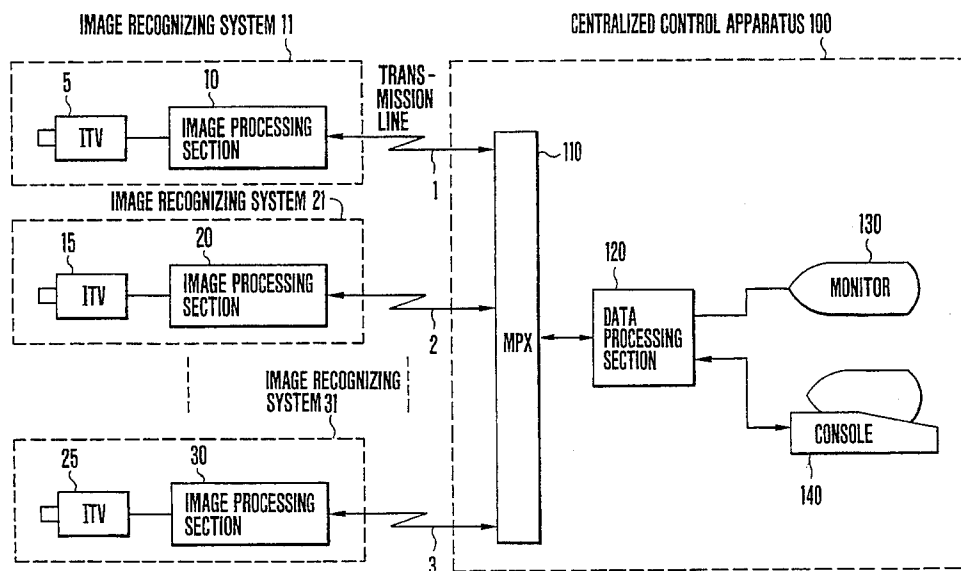 IMAGE RECOGNIZING SYSTEM 11
CENTRALIZED CONTROL APPARATUS 100
5
ITV
10
IMAGE PROCESSING
SECTION
TRANS-
MISSION
LINE
1
110
IMAGE RECOGNIZING SYSTEM 21
15
ITV
20
IMAGE PROCESSING
SECTION
2
MPX
120
DATA
PROCESSING
SECTION
130
MONITOR
IMAGE RECOGNIZING
SYSTEM 31
25
ITV
30
IMAGE PROCESSING
SECTION
3
CONSOLE
140